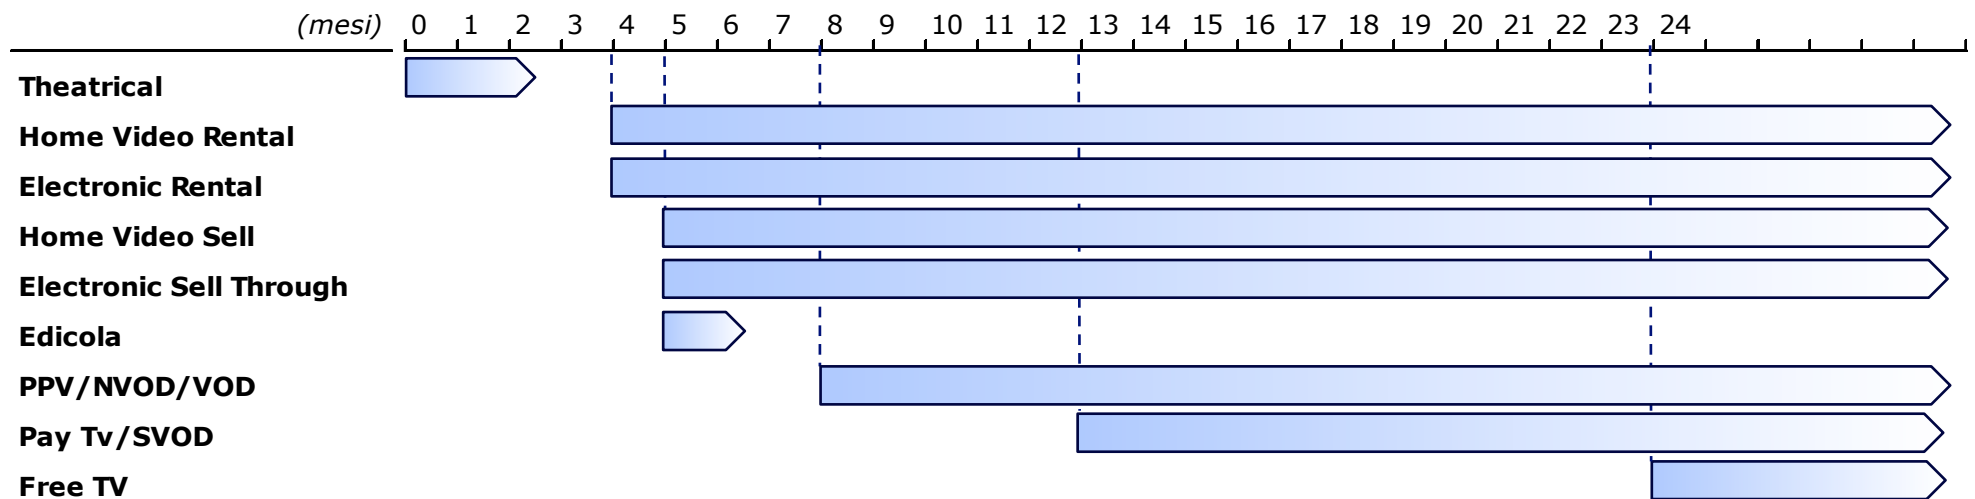 (mesi) 0 1 2 3 4 5 6 7 8 9 10 11 12 13 14 15 16 17 18 19 20 21 22 23 24
Theatrical
Home Video Rental
Electronic Rental
Home Video Sell
Electronic Sell Through
Edicola
PPV/NVOD/VOD
Pay Tv/SVOD
Free TV